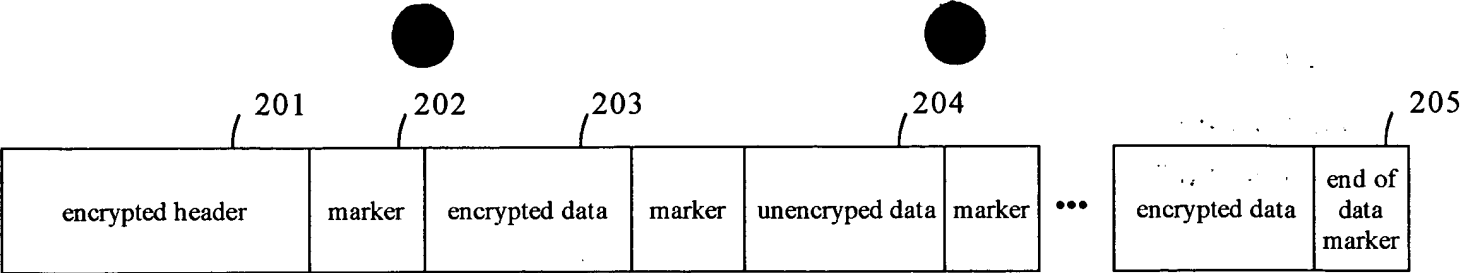 201 202 203 204 205
encrypted header marker encrypted data marker unencryped data marker ••• encrypted data end of
data
marker